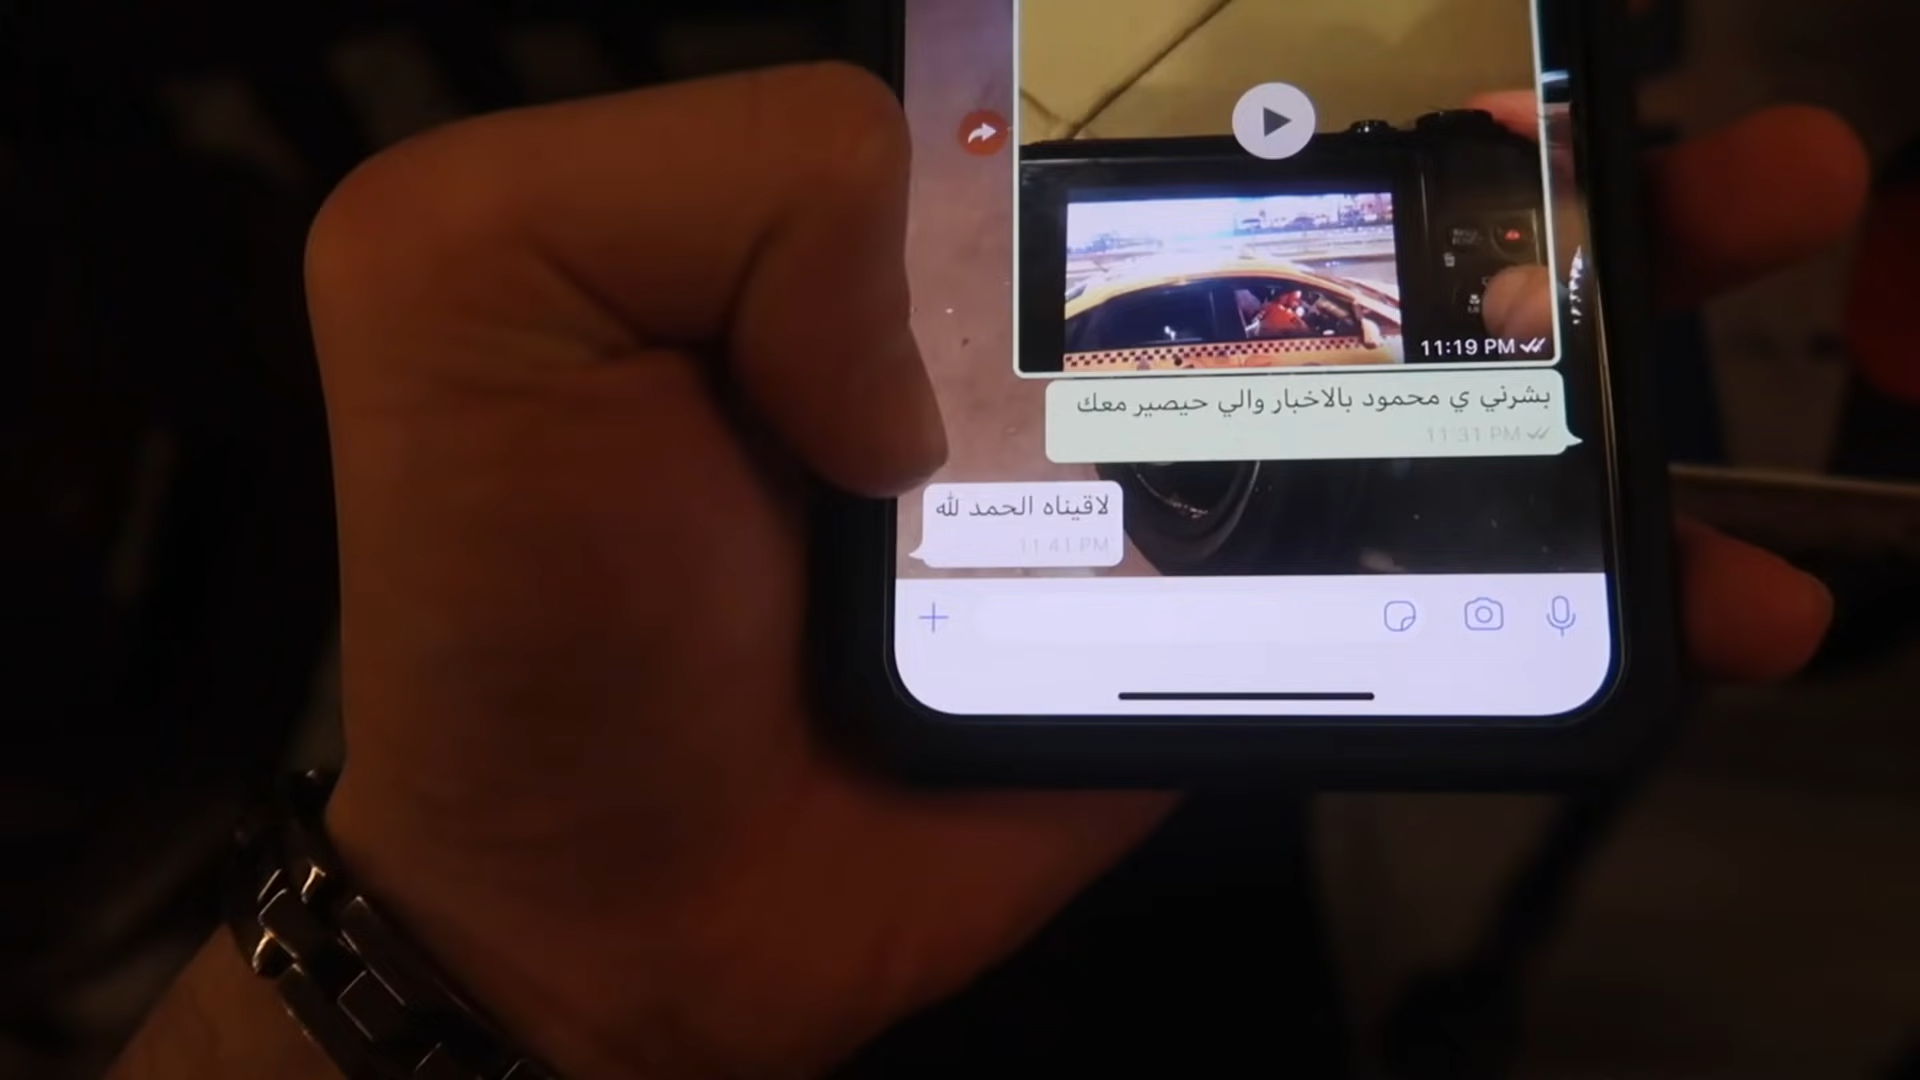 11:19 PM
بشرني ي محمود بالاخبار والي حيصير معك
11:31 PM
لاقيناه الحمد لله
11:41 PM